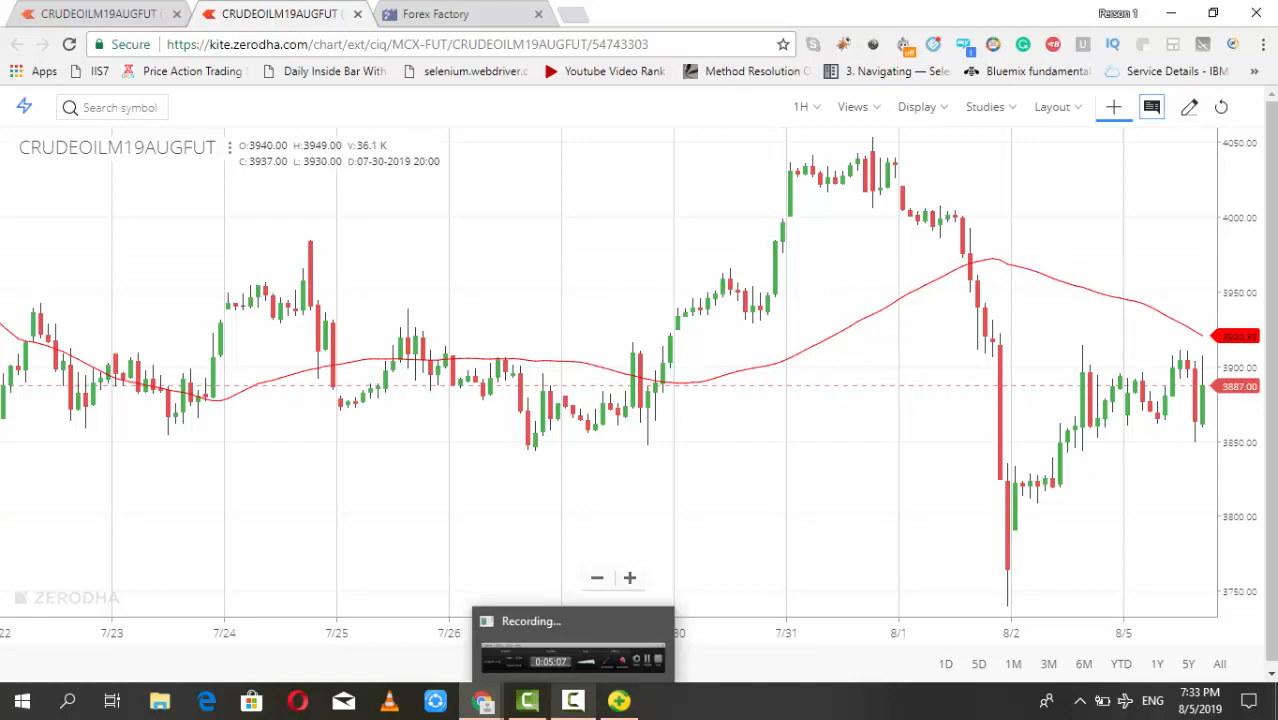 CRUDEOILM19AUGFUT (
CRUDEOILM19AUGFUT (
Forex Factory
Person 1
Secure
https://kite.zerodha.com/chart/ext/ciq/MCX-FUT/CRUDEOILM19AUGFUT/54743303
Apps
IIS7
Price Action Trading
Daily Inside Bar With
selenium.webdriver.c
Youtube Video Rank
Method Resolution O
3. Navigating — Sele
Bluemix fundamental
Service Details - IBM
Search symbol
1H
Views
Display
Studies
Layout
CRUDEOILM19AUGFUT
O:3940.00 H:3949.00 V:36.1 K
C:3937.00 L:3930.00 D:07-30-2019 20:00
4050.00
4000.00
3950.00
3900.00
3887.00
3850.00
3800.00
3750.00
ZERODHA
22
7/23
7/24
7/25
7/26
30
7/31
8/1
8/2
8/5
Recording...
0:05:07
1D
5D
1M
3M
6M
YTD
1Y
5Y
All
ENG
7:33 PM
8/5/2019